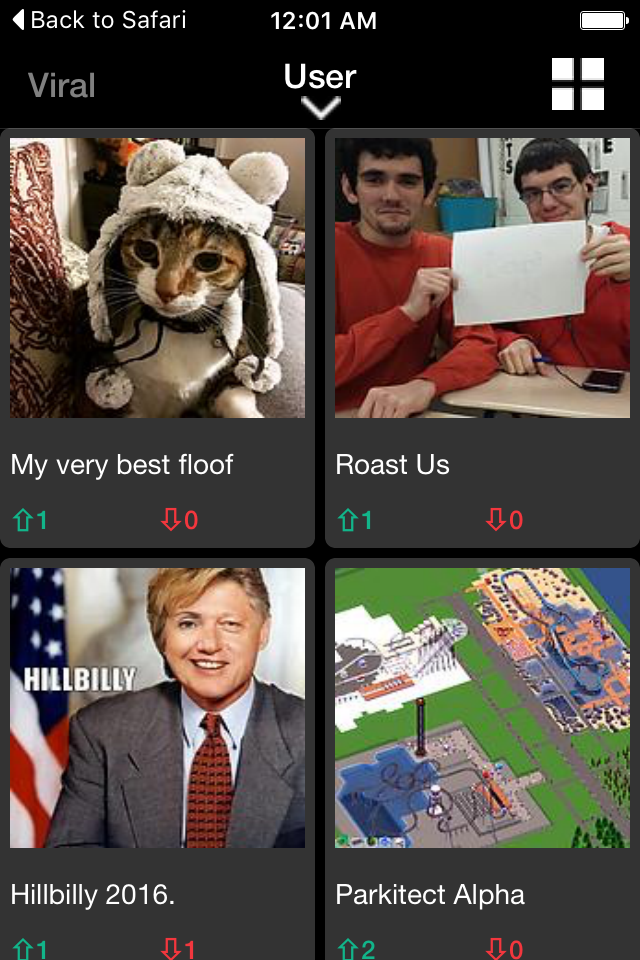 Back to Safari
12:01 AM
Viral
User
My very best floof
Roast Us
1
0
1
0
HILLBILLY
Hillbilly 2016.
Parkitect Alpha
1
1
2
0